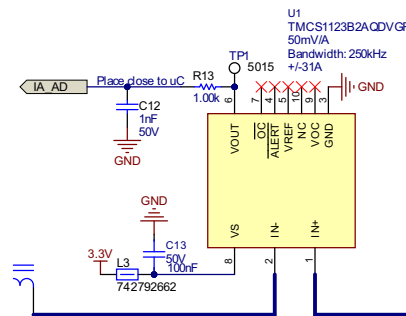 U1
TMCS1123B2AQDVGR
50mV/A
Bandwidth: 250kHz
+/-31A
TP1
5015
R13
IA_AD
Place close to uC
1.00k
C12
1nF
50V
GND
6
7
4
5
10
9
3
GND
VOUT
OC
ALERT
VREF
NC
VOC
GND
GND
VS
IN-
IN+
C13
50V
100nF
3.3V
L3
742792662
8
2
1